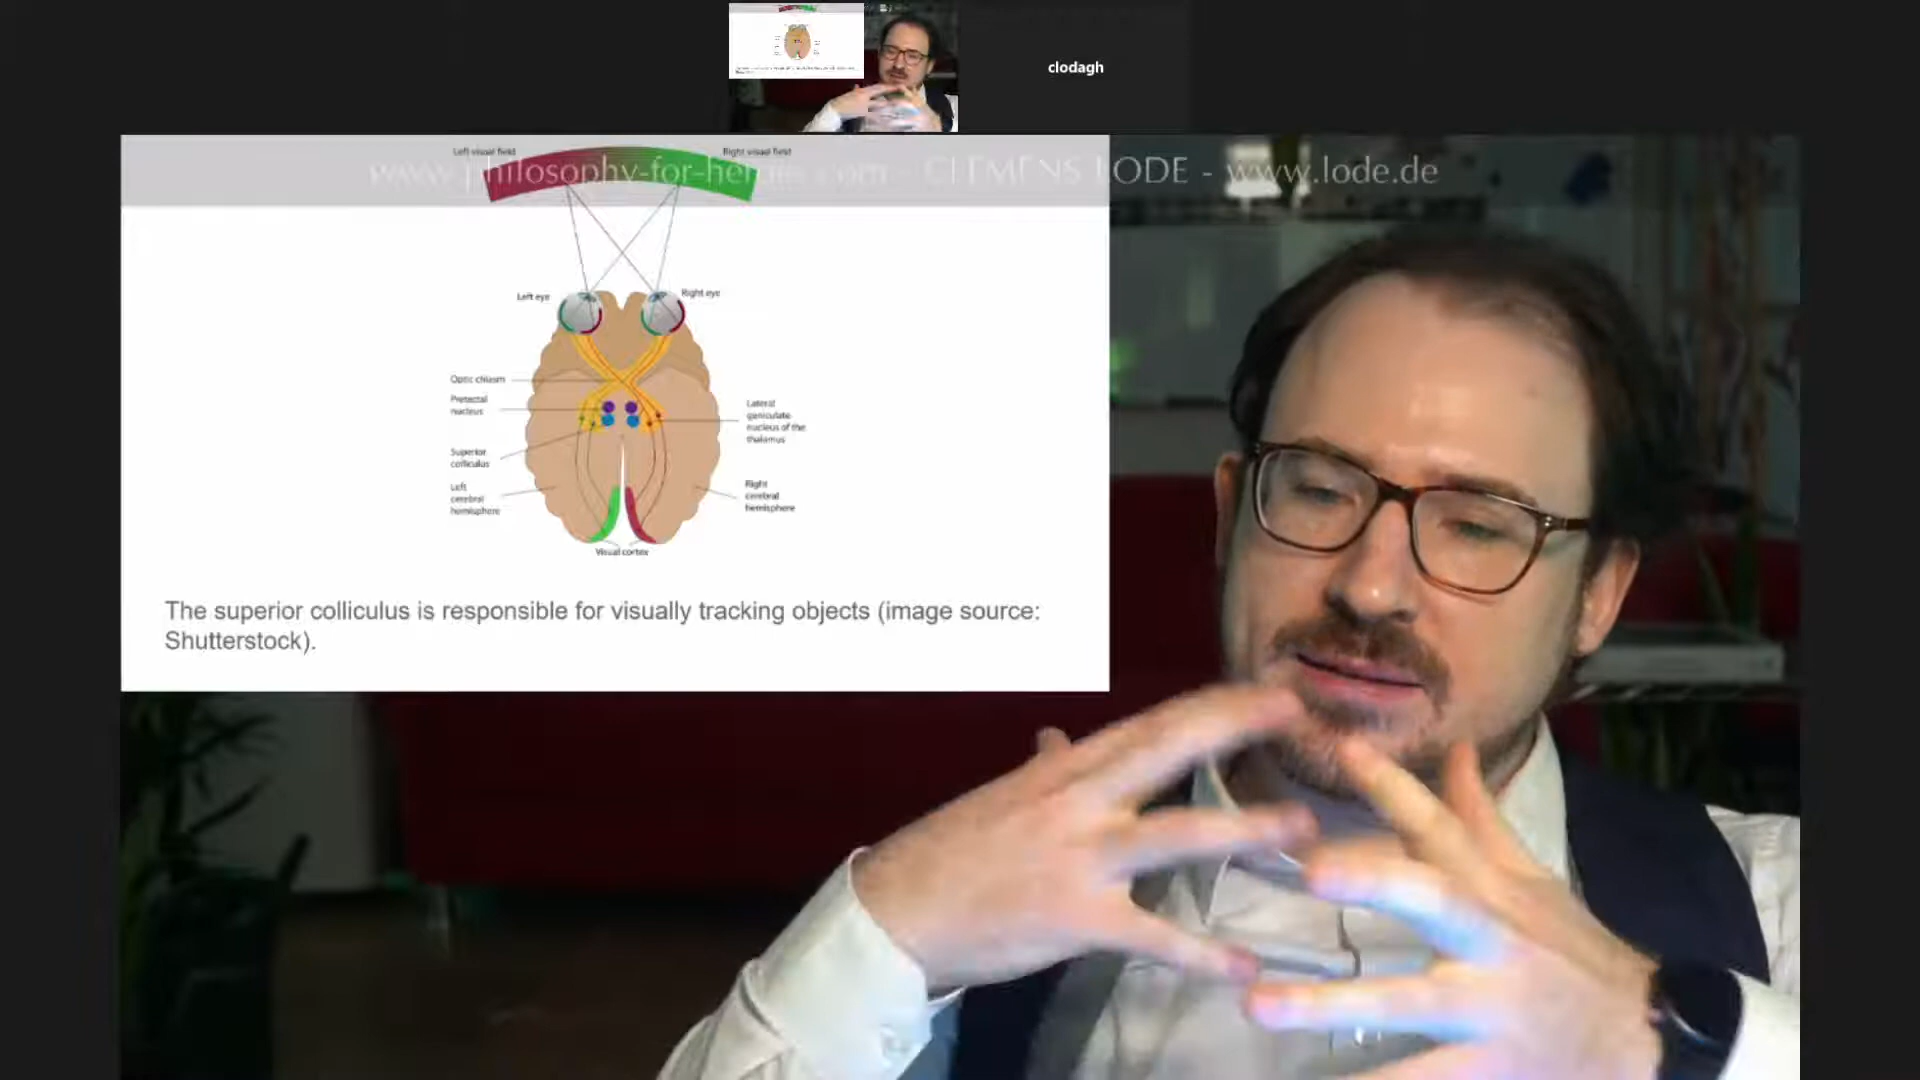 clodagh
www.philosophy-for-heroes.com - CLEMENS LODE - www.lode.de
Left visual field
Right visual field
Left eye
Right eye
Optic chiasm
Pretectal
nucleus
Lateral
geniculate
nucleus of the
thalamus
Superior
colliculus
Left
cerebral
hemisphere
Right
cerebral
hemisphere
Visual cortex
The superior colliculus is responsible for visually tracking objects (image source:
Shutterstock).